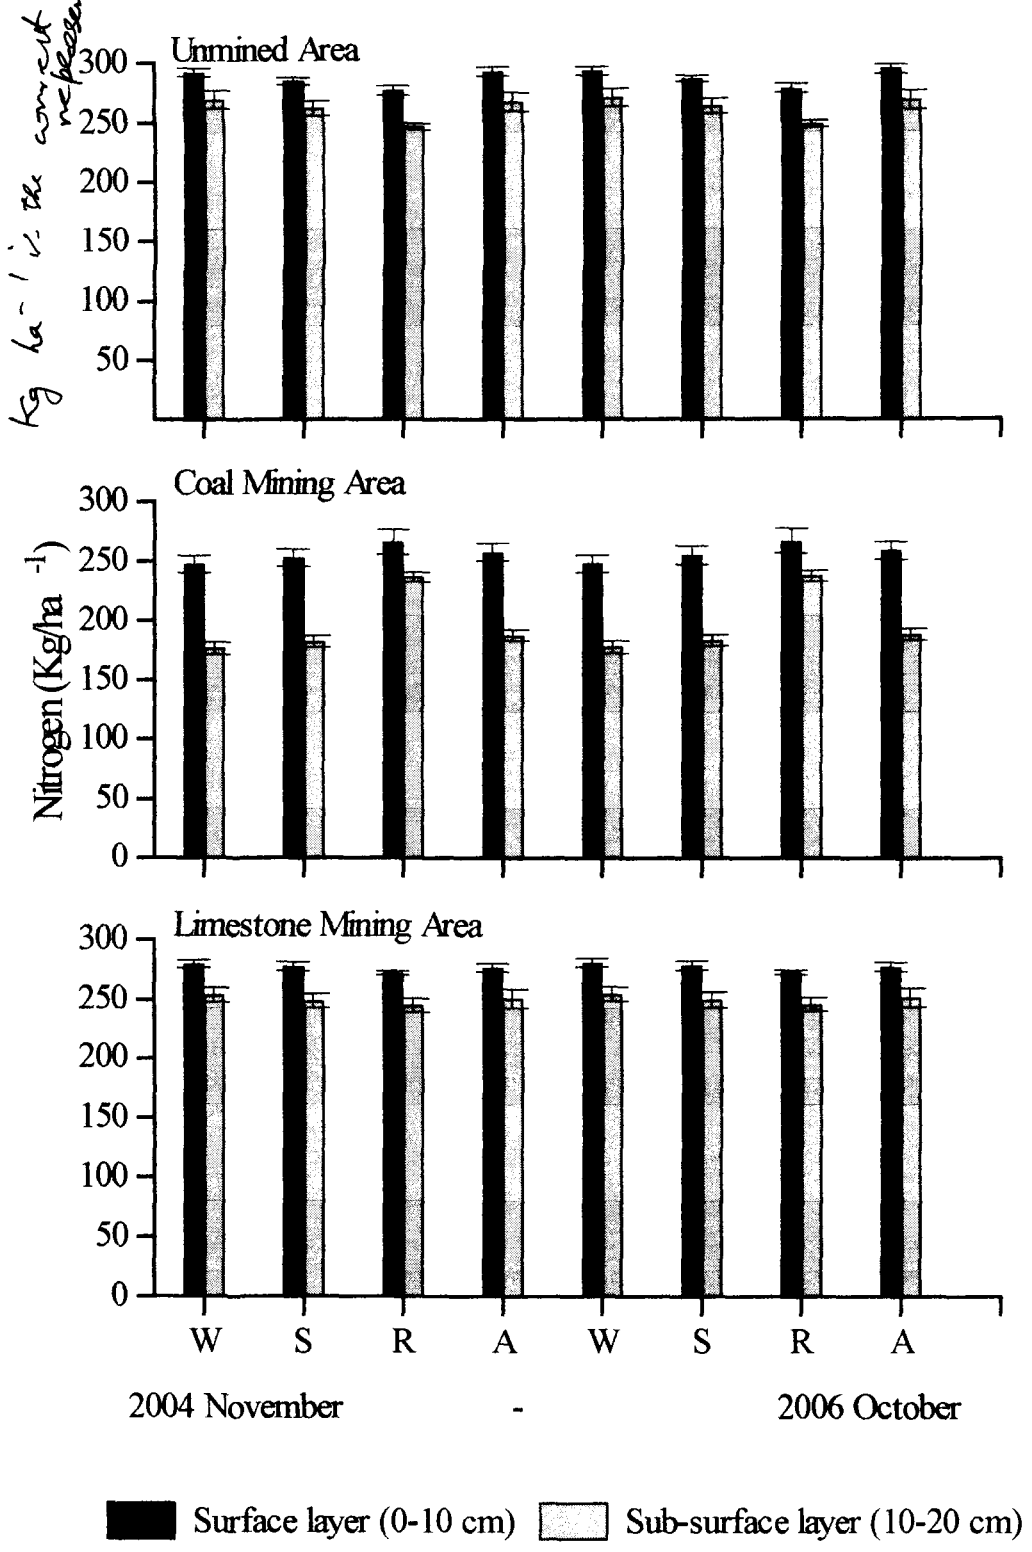 Kg ha⁻¹ is the correct
Unmined Area
300
250
200
150
100
50
Coal Mining Area
300
250
200
150
100
50
0
Nitrogen (Kg/ha ⁻¹)
Limestone Mining Area
300
250
200
150
100
50
0
W S R A W S R A
2004 November - 2006 October
Surface layer (0-10 cm) Sub-surface layer (10-20 cm)